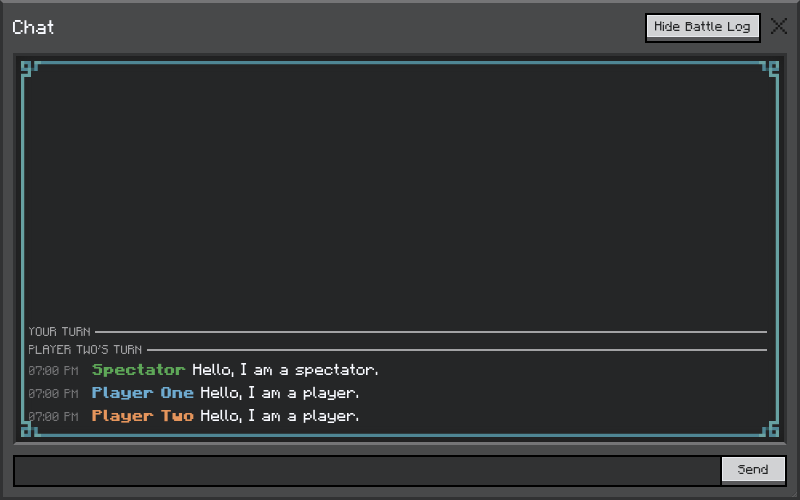 Chat
Hide Battle Log
YOUR TURN
PLAYER TWO'S TURN
07:00 PM Spectator Hello, I am a spectator.
07:00 PM Player One Hello, I am a player.
07:00 PM Player Two Hello, I am a player.
Send